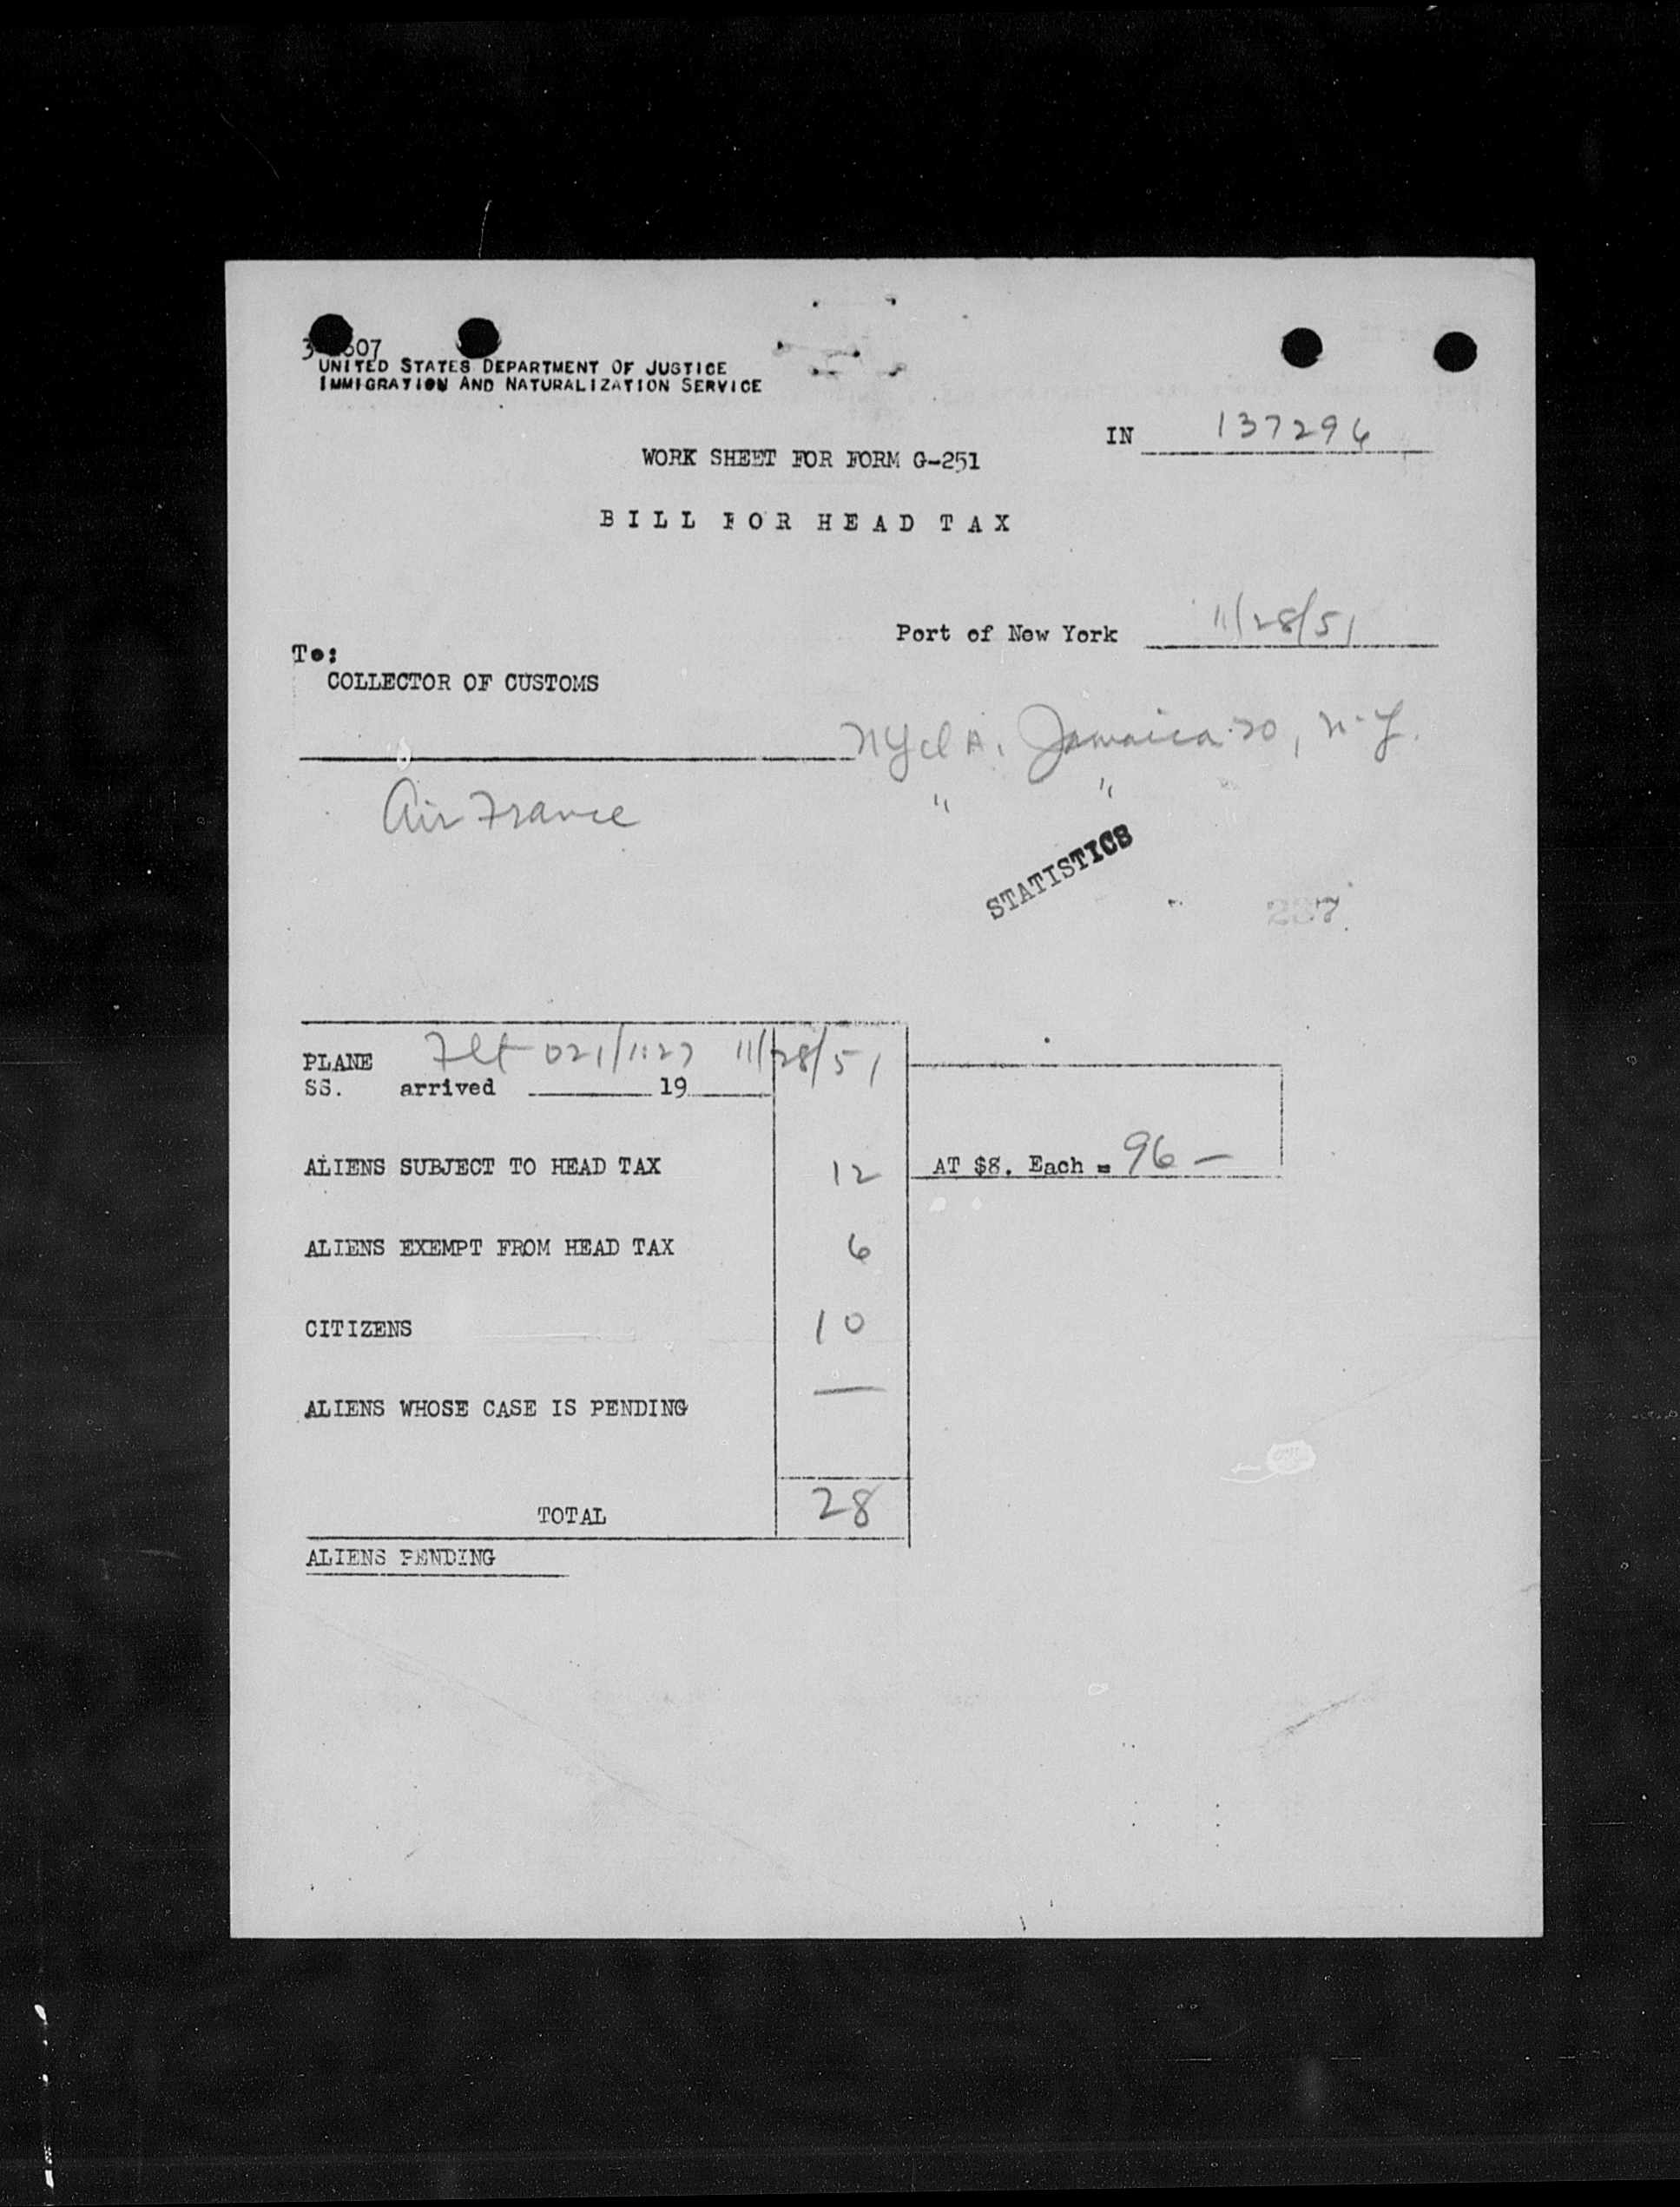 UNITED STATES DEPARTMENT OF JUSTICE
IMMIGRATION AND NATURALIZATION SERVICE
IN 137296
WORK SHEET FOR FORM G-251
BILL FOR HEAD TAX
Port of New York 11/28/51
To:
COLLECTOR OF CUSTOMS
Jamaica 20, N.Y.
Air France " "
STATISTICS
PLANE Flt 021/1127 11/28/51
SS. arrived 19
ALIENS SUBJECT TO HEAD TAX 12 AT $8. Each = 96 —
ALIENS EXEMPT FROM HEAD TAX 6
CITIZENS 10
ALIENS WHOSE CASE IS PENDING —
TOTAL 28
ALIENS PENDING